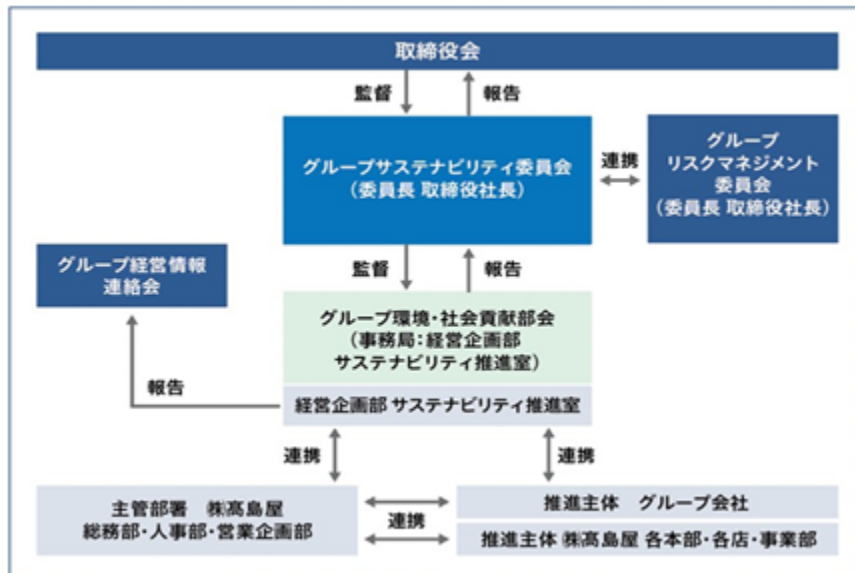 取締役会
監督
報告
グループサステナビリティ委員会
(委員長 取締役社長)
連携
グループ
リスクマネジメント
委員会
(委員長 取締役社長)
グループ経営情報
連絡会
監督
報告
グループ環境・社会貢献部会
(事務局:経営企画部
サステナビリティ推進室)
報告
経営企画部 サステナビリティ推進室
連携
連携
主管部署 ㈱髙島屋
総務部・人事部・営業企画部
連携
推進主体 グループ会社
推進主体 ㈱髙島屋 各本部・各店・事業部